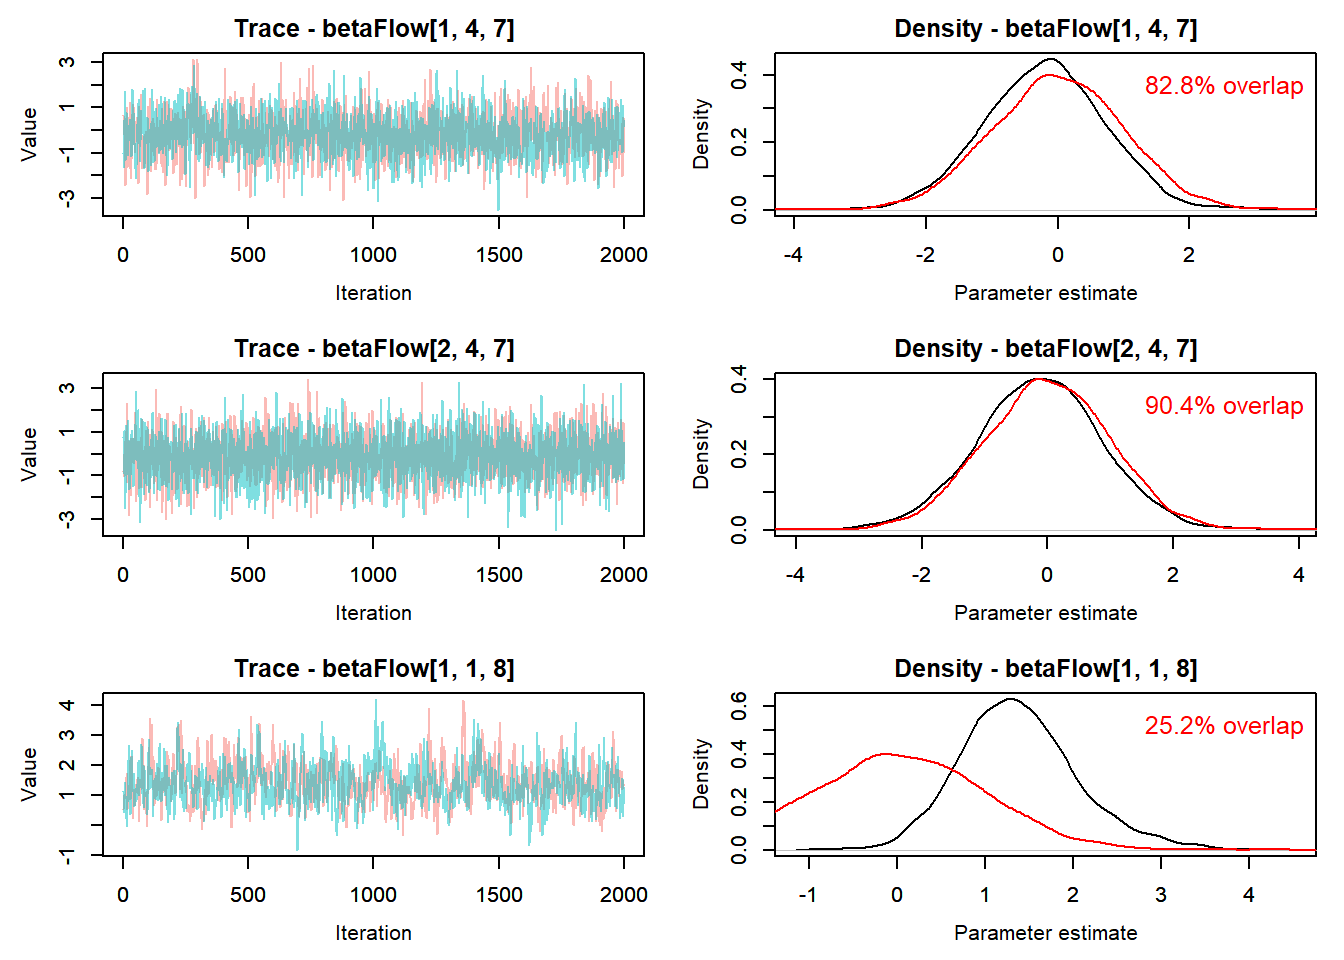 Trace - betaFlow[1, 4, 7]
Value
3
1
-1
-3
0 500 1000 1500 2000
Iteration
Density - betaFlow[1, 4, 7]
82.8% overlap
Density
0.4
0.2
0.0
-4 -2 0 2
Parameter estimate
Trace - betaFlow[2, 4, 7]
Value
3
1
-1
-3
0 500 1000 1500 2000
Iteration
Density - betaFlow[2, 4, 7]
90.4% overlap
Density
0.4
0.2
0.0
-4 -2 0 2 4
Parameter estimate
Trace - betaFlow[1, 1, 8]
Value
4
3
2
1
-1
0 500 1000 1500 2000
Iteration
Density - betaFlow[1, 1, 8]
25.2% overlap
Density
0.6
0.4
0.2
0.0
-1 0 1 2 3 4
Parameter estimate